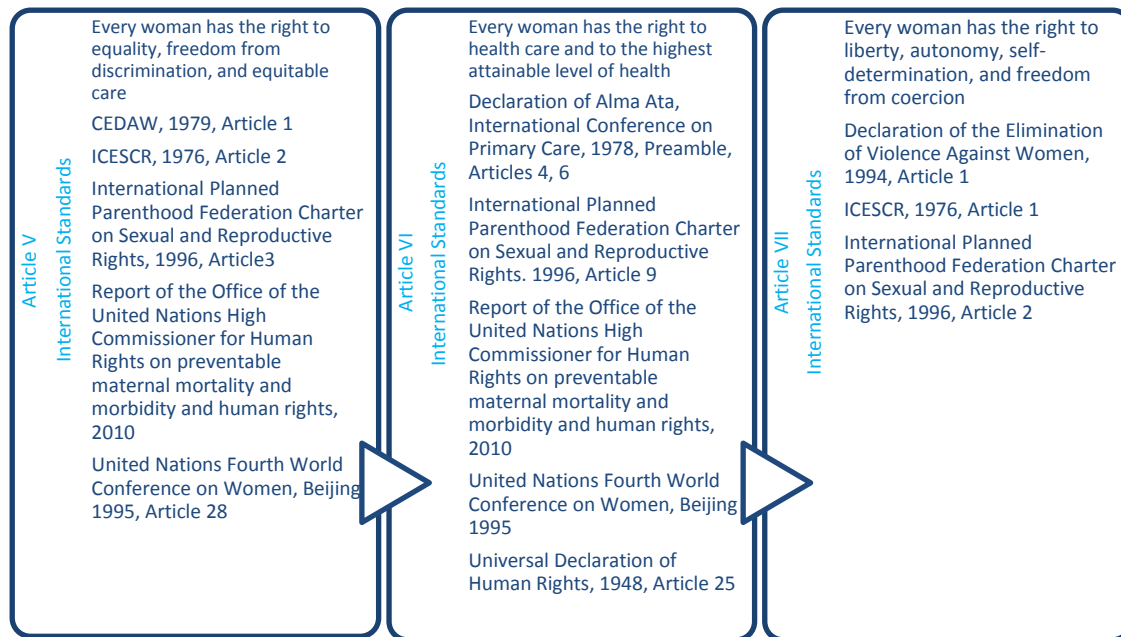 Article V
International Standards
Every woman has the right to
equality, freedom from
discrimination, and equitable
care
CEDAW, 1979, Article 1
ICESCR, 1976, Article 2
International Planned
Parenthood Federation Charter
on Sexual and Reproductive
Rights, 1996, Article3
Report of the Office of the
United Nations High
Commissioner for Human
Rights on preventable
maternal mortality and
morbidity and human rights,
2010
United Nations Fourth World
Conference on Women, Beijing
1995, Article 28
Article VI
International Standards
Every woman has the right to
health care and to the highest
attainable level of health
Declaration of Alma Ata,
International Conference on
Primary Care, 1978, Preamble,
Articles 4, 6
International Planned
Parenthood Federation Charter
on Sexual and Reproductive
Rights. 1996, Article 9
Report of the Office of the
United Nations High
Commissioner for Human
Rights on preventable
maternal mortality and
morbidity and human rights,
2010
United Nations Fourth World
Conference on Women, Beijing
1995
Universal Declaration of
Human Rights, 1948, Article 25
Article VII
International Standards
Every woman has the right to
liberty, autonomy, self-
determination, and freedom
from coercion
Declaration of the Elimination
of Violence Against Women,
1994, Article 1
ICESCR, 1976, Article 1
International Planned
Parenthood Federation Charter
on Sexual and Reproductive
Rights, 1996, Article 2